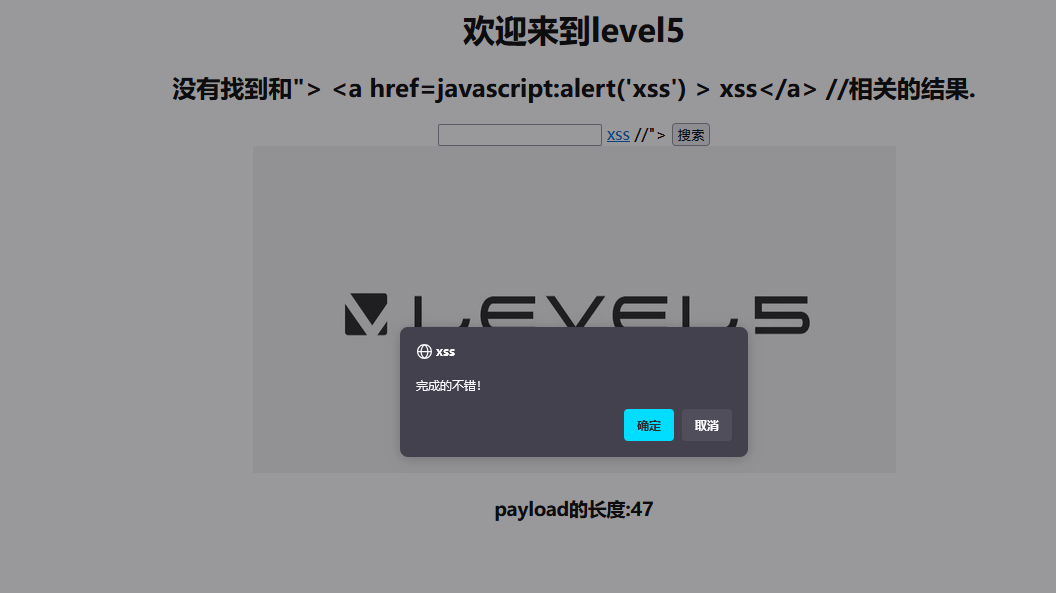 欢迎来到level5
没有找到和"> <a href=javascript:alert('xss') > xss</a> //相关的结果.
xss //"> 搜索
LEVEL5
xss
完成的不错!
确定 取消
payload的长度:47